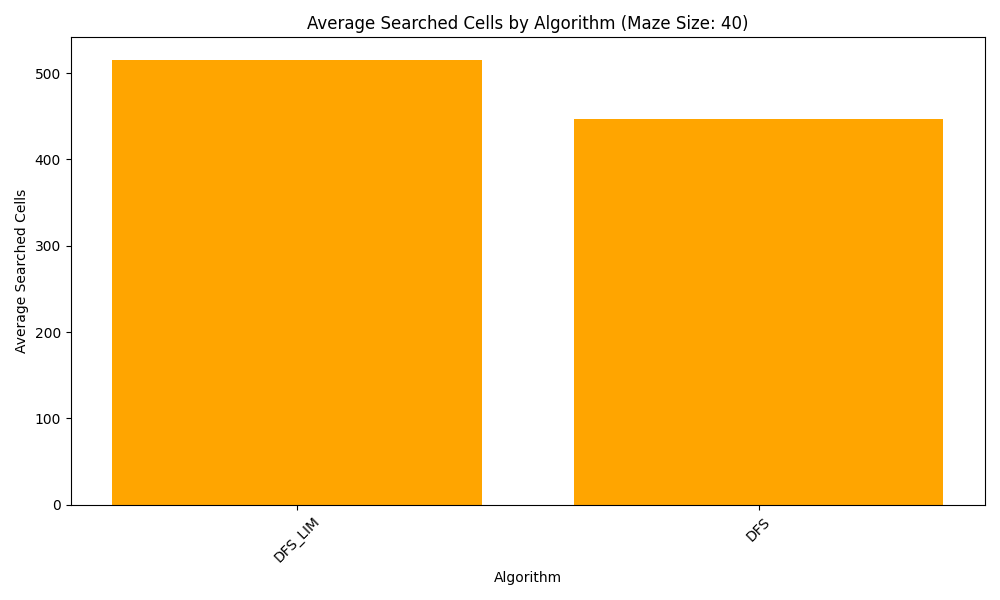 Average Searched Cells by Algorithm (Maze Size: 40)
Average Searched Cells
500
400
300
200
100
0
DFS_LIM
DFS
Algorithm